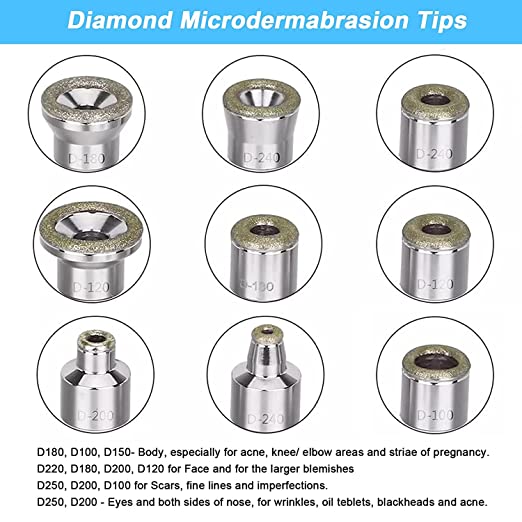 Diamond Microdermabrasion Tips
D-180
D-240
D-240
D-120
D-180
D-120
D-200
D-240
D-100
D180, D100, D150- Body, especially for acne, knee/ elbow areas and striae of pregnancy.
D220, D180, D200, D120 for Face and for the larger blemishes
D250, D200, D100 for Scars, fine lines and imperfections.
D250, D200 - Eyes and both sides of nose, for wrinkles, oil teblets, blackheads and acne.